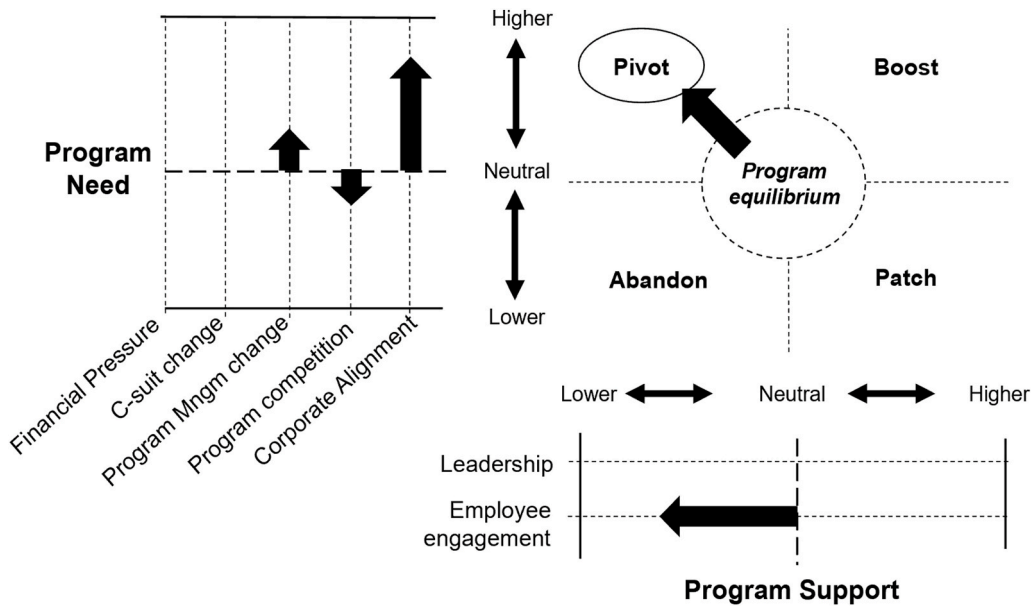 Program
Need
Financial Pressure
C-suit change
Program Mngm change
Program competition
Corporate Alignment
Higher
Neutral
Lower
Pivot
Boost
Program
equilibrium
Abandon
Patch
Lower
Neutral
Higher
Leadership
Employee
engagement
Program Support